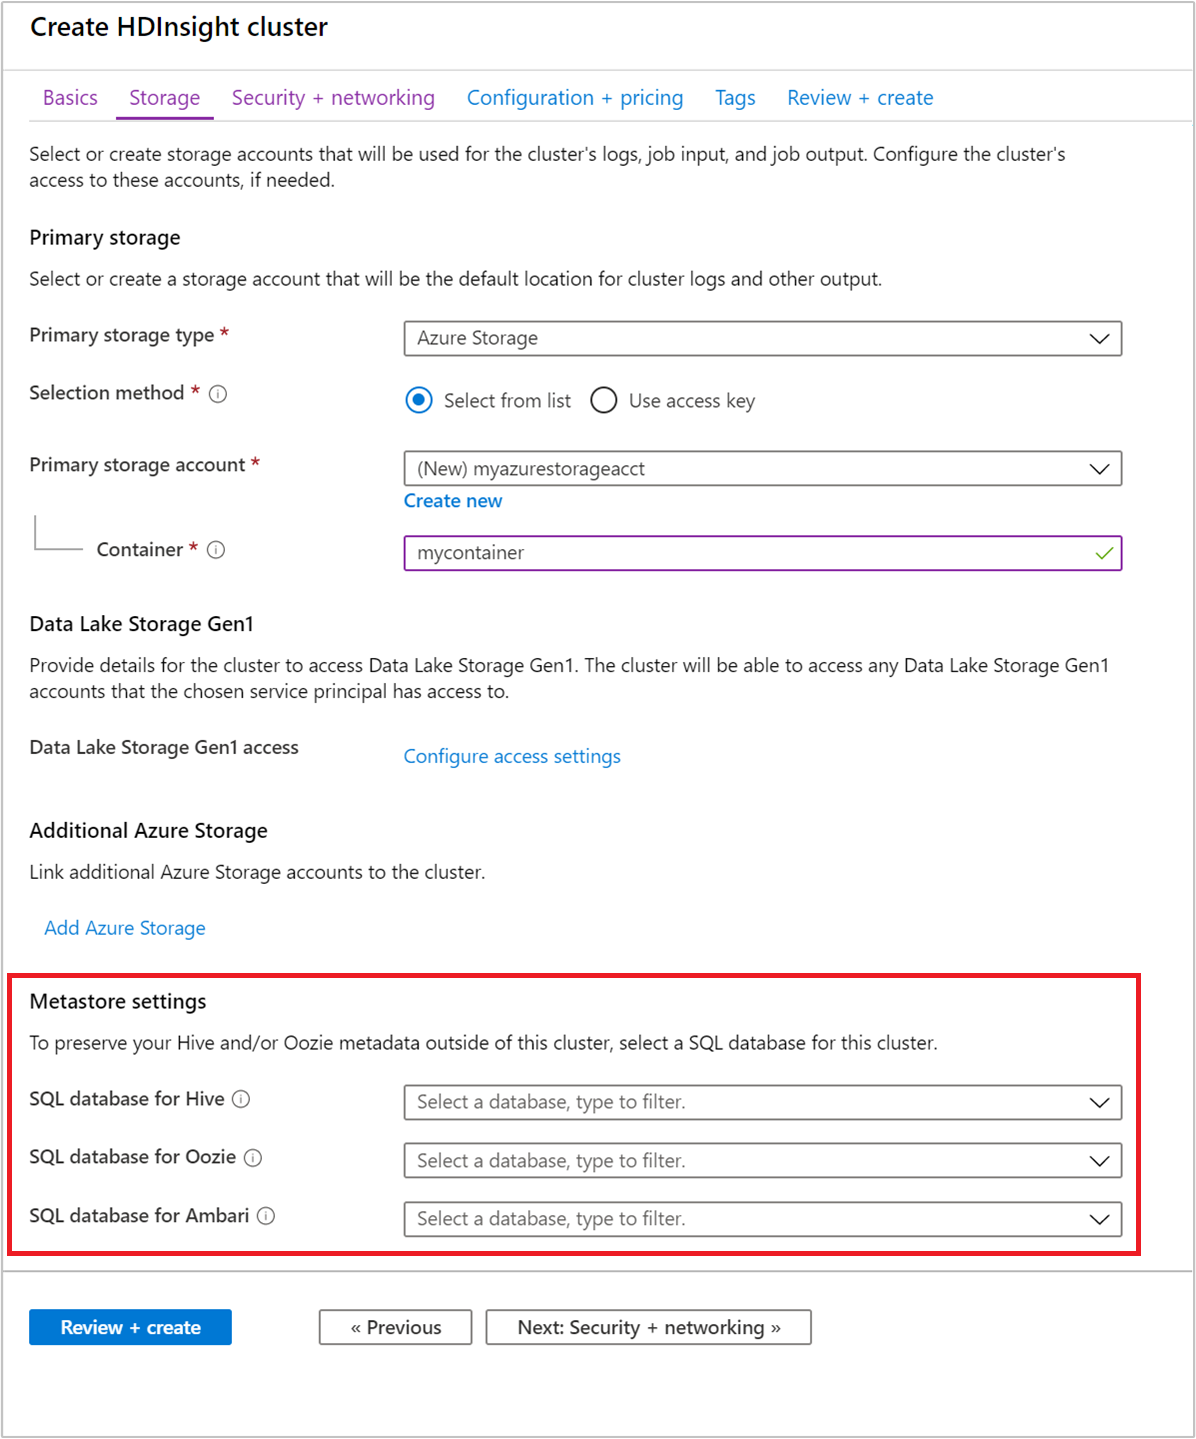 Create HDInsight cluster
Basics Storage Security + networking Configuration + pricing Tags Review + create
Select or create storage accounts that will be used for the cluster's logs, job input, and job output. Configure the cluster's
access to these accounts, if needed.
Primary storage
Select or create a storage account that will be the default location for cluster logs and other output.
Primary storage type * Azure Storage
Selection method * Select from list Use access key
Primary storage account * (New) myazurestorageacct
Create new
Container * mycontainer
Data Lake Storage Gen1
Provide details for the cluster to access Data Lake Storage Gen1. The cluster will be able to access any Data Lake Storage Gen1
accounts that the chosen service principal has access to.
Data Lake Storage Gen1 access Configure access settings
Additional Azure Storage
Link additional Azure Storage accounts to the cluster.
Add Azure Storage
Metastore settings
To preserve your Hive and/or Oozie metadata outside of this cluster, select a SQL database for this cluster.
SQL database for Hive Select a database, type to filter.
SQL database for Oozie Select a database, type to filter.
SQL database for Ambari Select a database, type to filter.
Review + create « Previous Next: Security + networking »